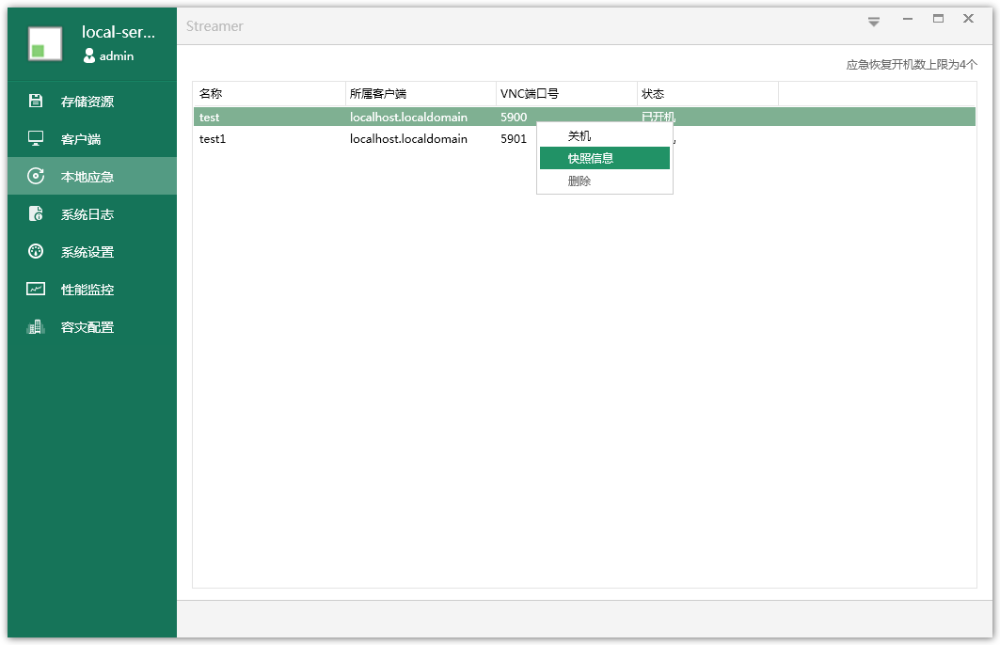 local-ser...
admin
Streamer
存储资源
客户端
本地应急
系统日志
系统设置
性能监控
容灾配置
应急恢复开机数上限为4个
名称 所属客户端 VNC端口号 状态
test localhost.localdomain 5900 已开机
test1 localhost.localdomain 5901
关机
快照信息
删除